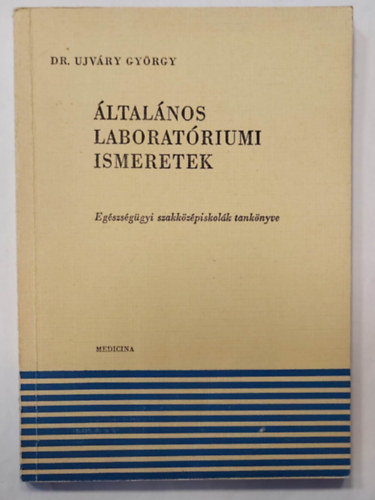 DR. UJVÁRY GYÖRGY
ÁLTALÁNOS
LABORATÓRIUMI
ISMERETEK
Egészségügyi szakközépiskolák tankönyve
MEDICINA